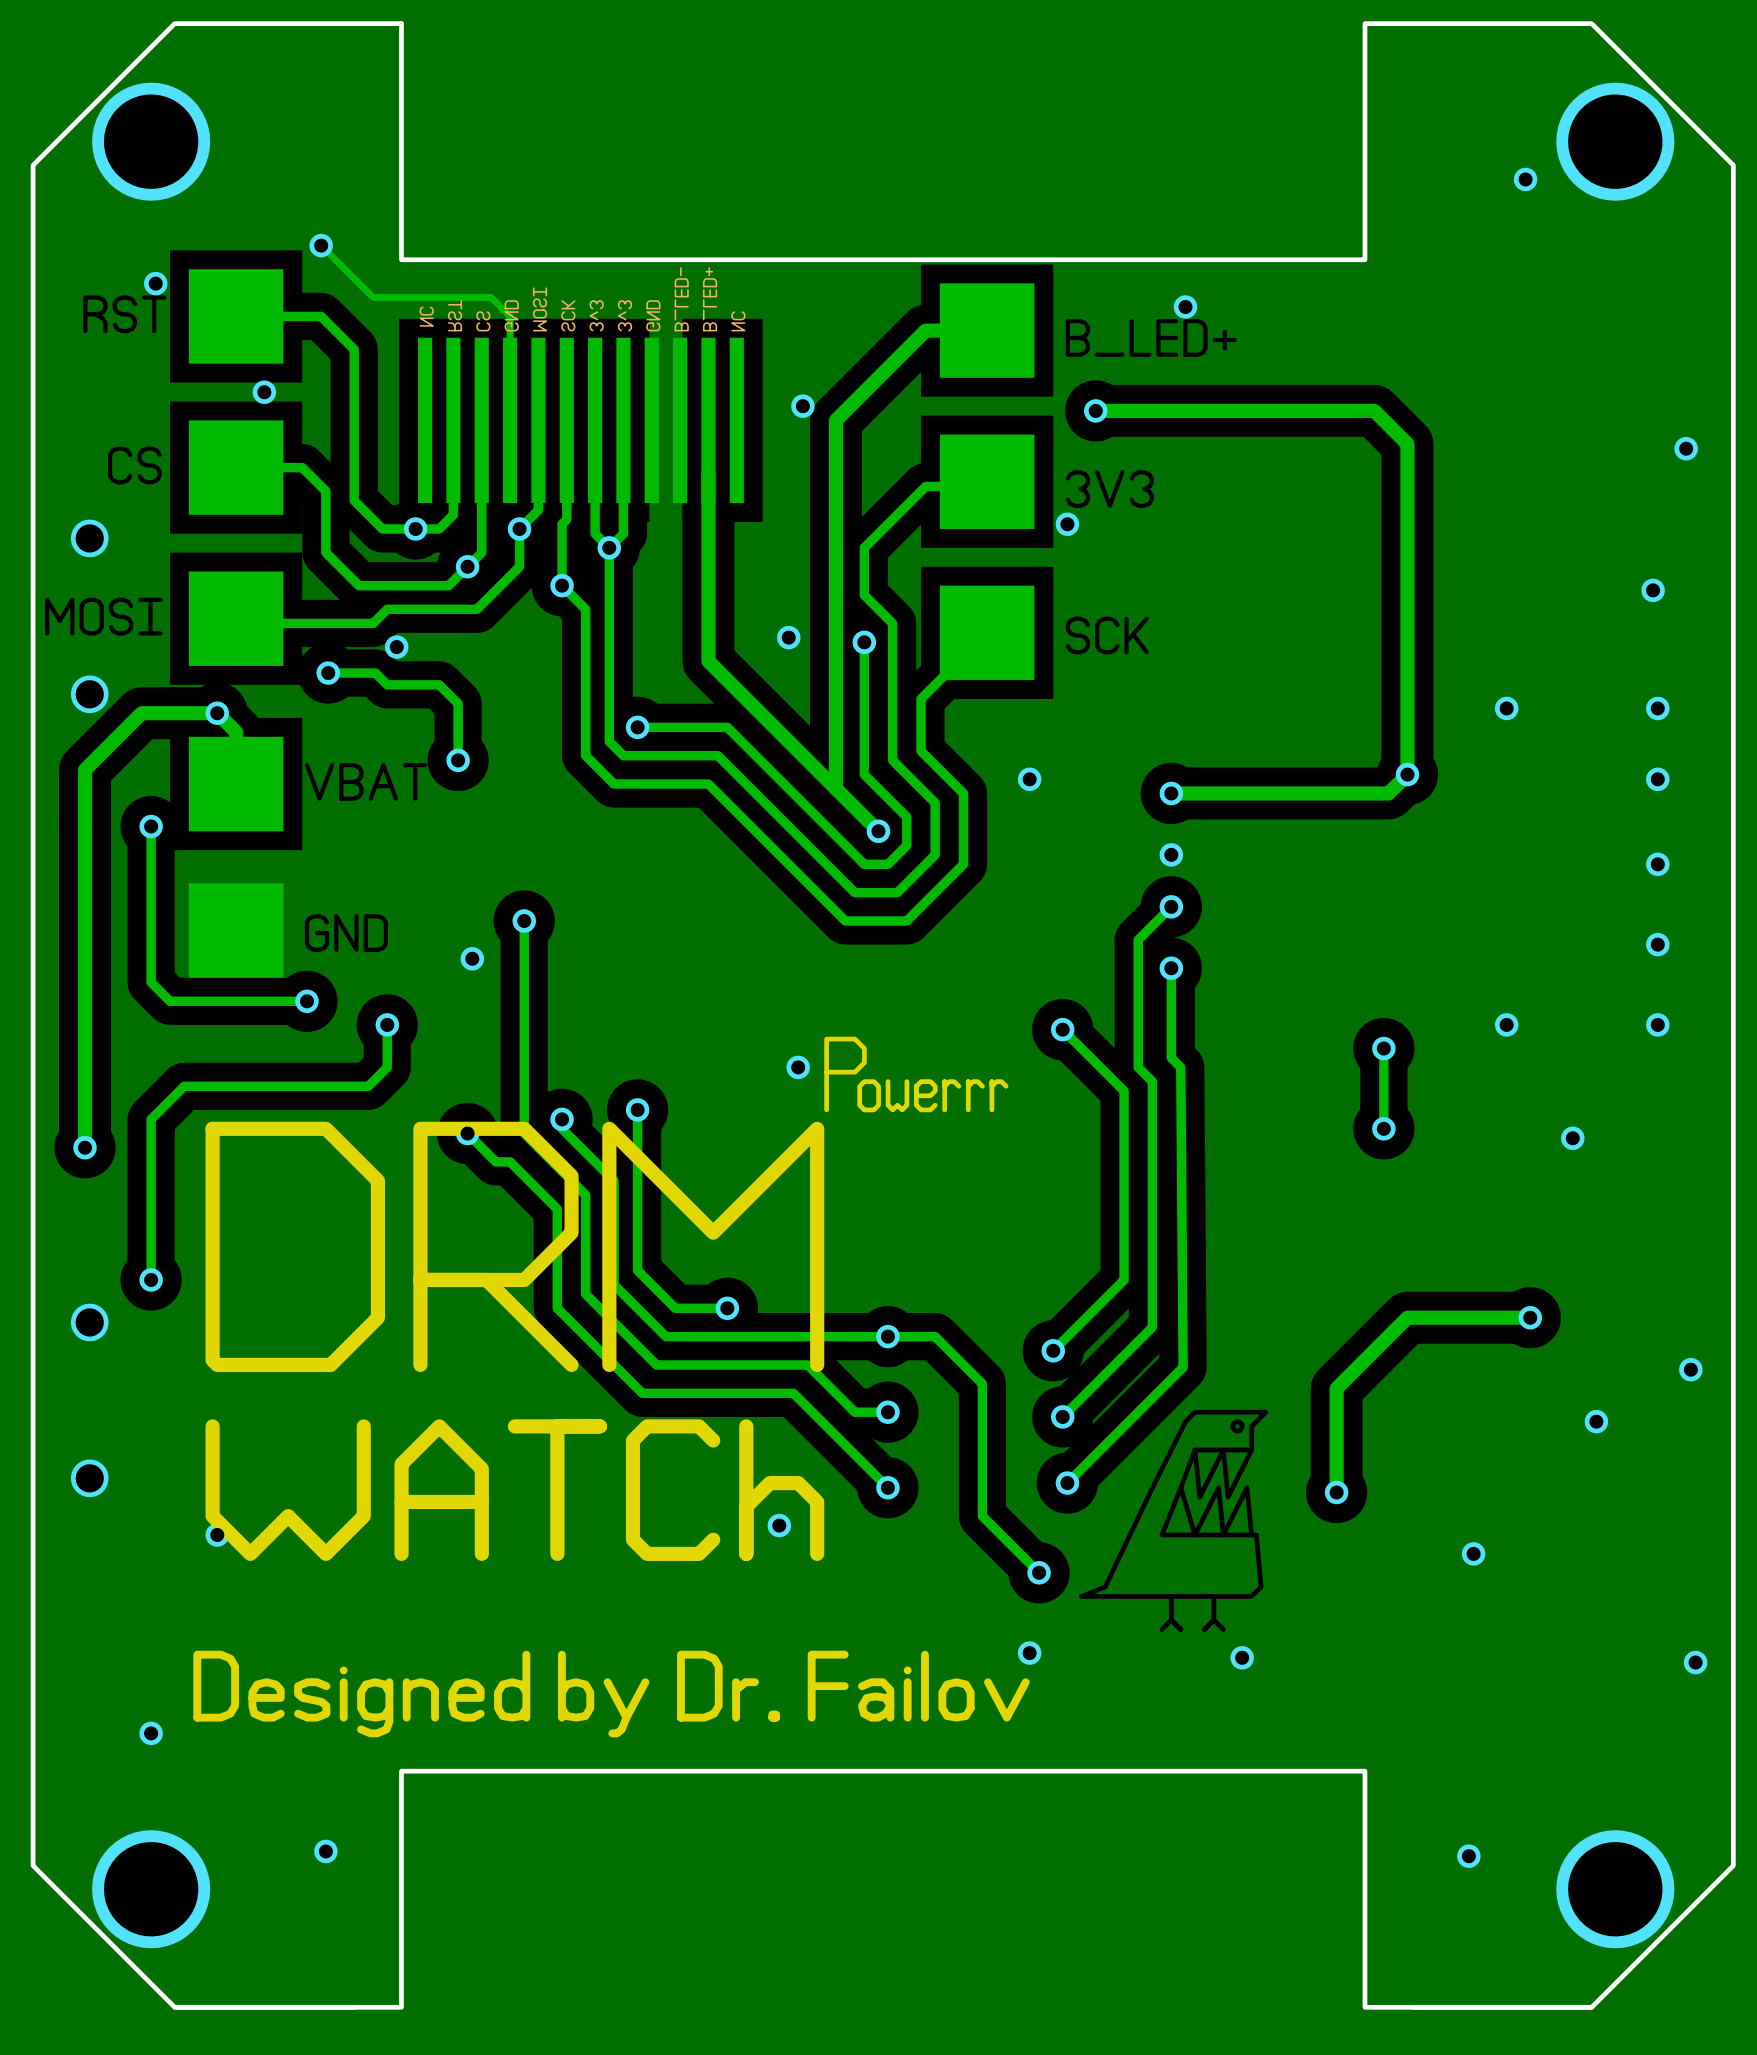 NC RST CS GND MOSI SCK 3v3 3v3 GND B_LED- B_LED+ NC
RST
B_LED+
CS
3V3
MOSI
SCK
VBAT
GND
Powerrr
DRM
WATCh
Designed by Dr. Failov